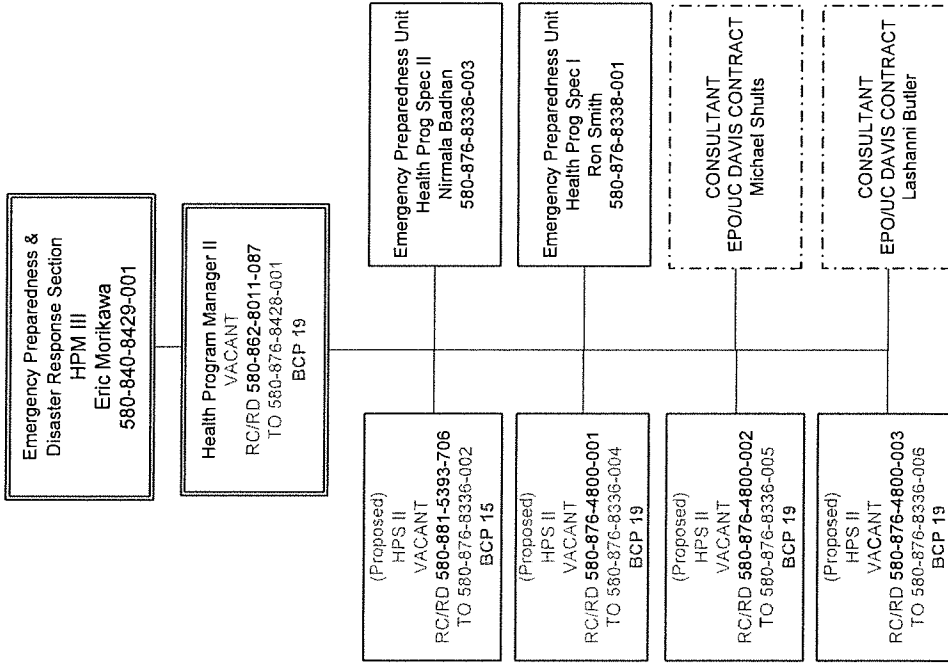 Emergency Preparedness &
Disaster Response Section
HPM III
Eric Morikawa
580-840-8429-001
Health Program Manager II
VACANT
RC/RD 580-862-8011-087
TO 580-876-8428-001
BCP 19
(Proposed)
HPS II
VACANT
RC/RD 580-881-5393-706
TO 580-876-8336-002
BCP 15
Emergency Preparedness Unit
Health Prog Spec II
Nirmala Badhan
580-876-8336-003
(Proposed)
HPS II
VACANT
RC/RD 580-876-4800-001
TO 580-876-8336-004
BCP 19
Emergency Preparedness Unit
Health Prog Spec I
Ron Smith
580-876-8338-001
(Proposed)
HPS II
VACANT
RC/RD 580-876-4800-002
TO 580-876-8336-005
BCP 19
CONSULTANT
EPO/UC DAVIS CONTRACT
Michael Shults
(Proposed)
HPS II
VACANT
RC/RD 580-876-4800-003
TO 580-876-8336-006
BCP 19
CONSULTANT
EPO/UC DAVIS CONTRACT
Lashanni Butler